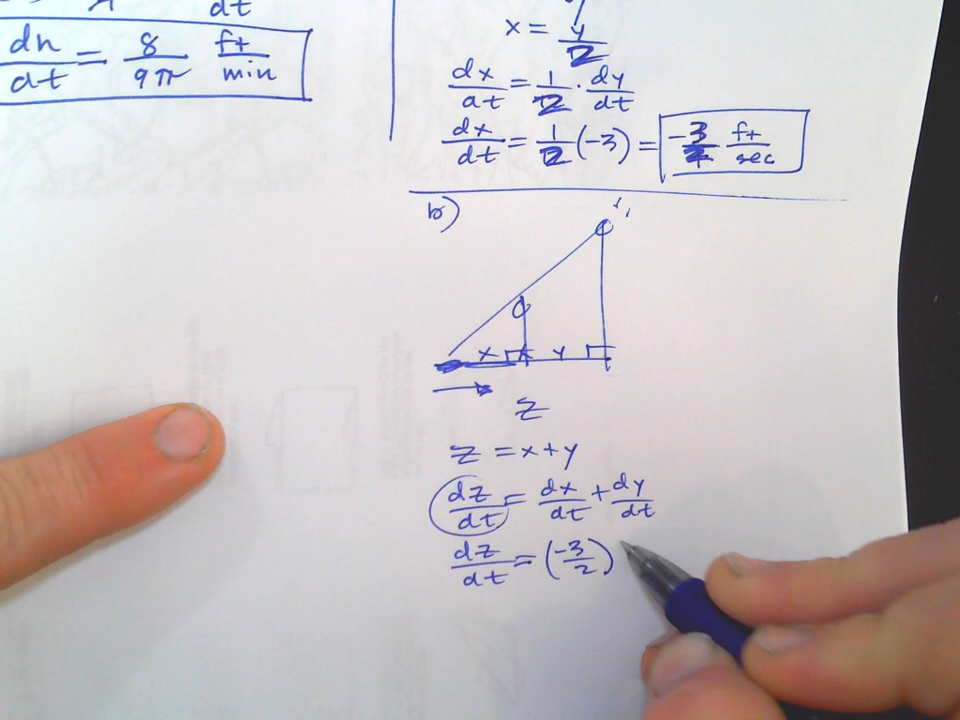 dt
dh/dt = 8/9π ft/min
x = y/2
dx/dt = 1/2 · dy/dt
dx/dt = 1/2 (-3) = -3/2 ft/sec
b)
x y
z
z = x+y
dz/dt = dx/dt + dy/dt
dz/dt = (-3/2)